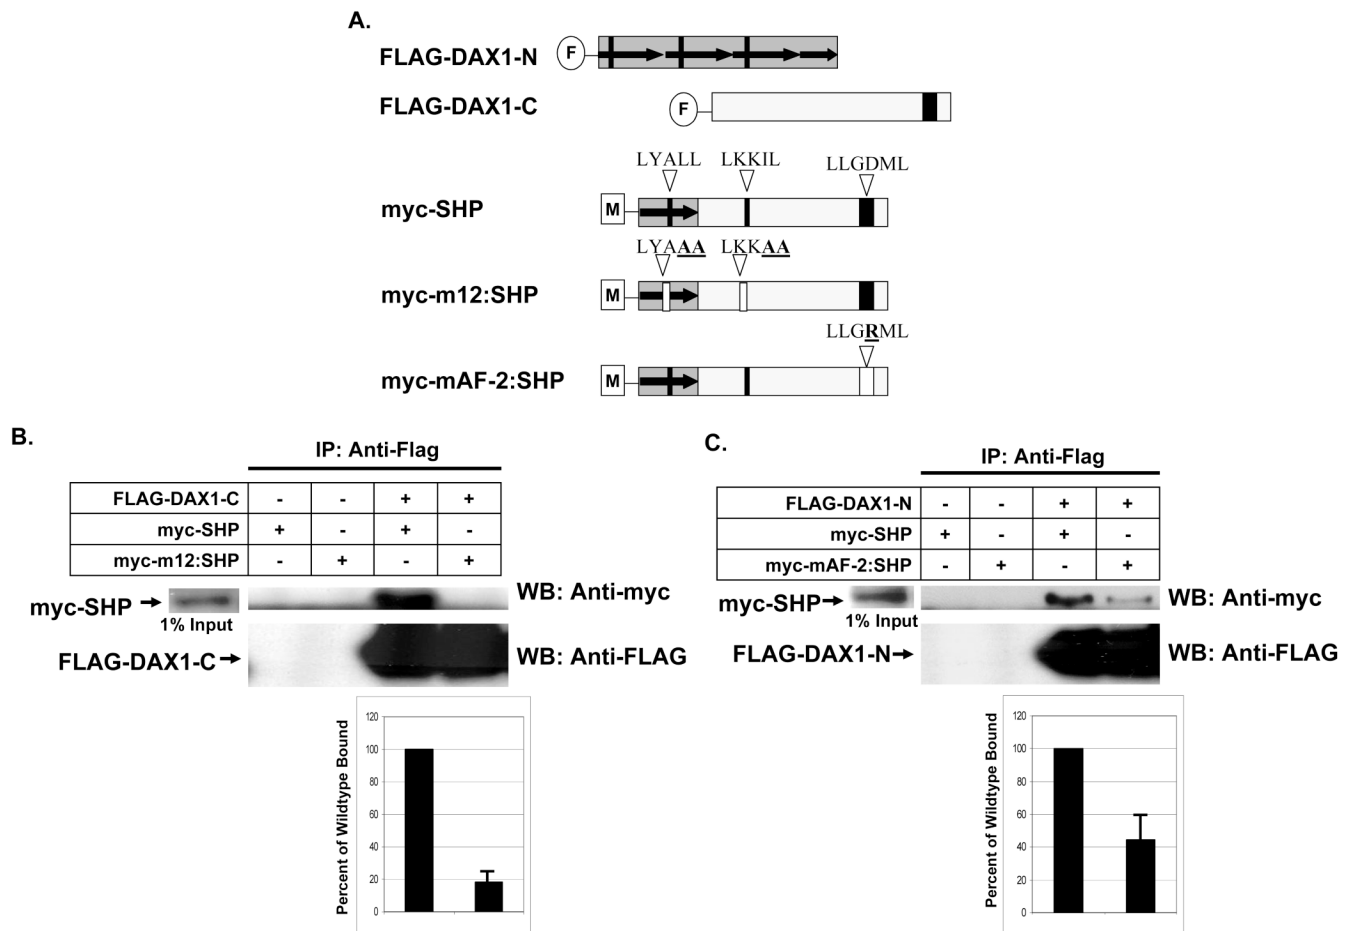 A.
FLAG-DAX1-N
F
FLAG-DAX1-C
F
LYALL LKKIL LLGDML
myc-SHP
M
LYAAA LKKAA
myc-m12:SHP
M
LLGRML
myc-mAF-2:SHP
M
B.
IP: Anti-Flag
FLAG-DAX1-C - - + +
myc-SHP + - + -
myc-m12:SHP - + - +
myc-SHP
1% Input
WB: Anti-myc
FLAG-DAX1-C
WB: Anti-FLAG
Percent of Wildtype Bound
120
100
80
60
40
20
0
C.
IP: Anti-Flag
FLAG-DAX1-N - - + +
myc-SHP + - + -
myc-mAF-2:SHP - + - +
myc-SHP
1% Input
WB: Anti-myc
FLAG-DAX1-N
WB: Anti-FLAG
Percent of Wildtype Bound
120
100
80
60
40
20
0